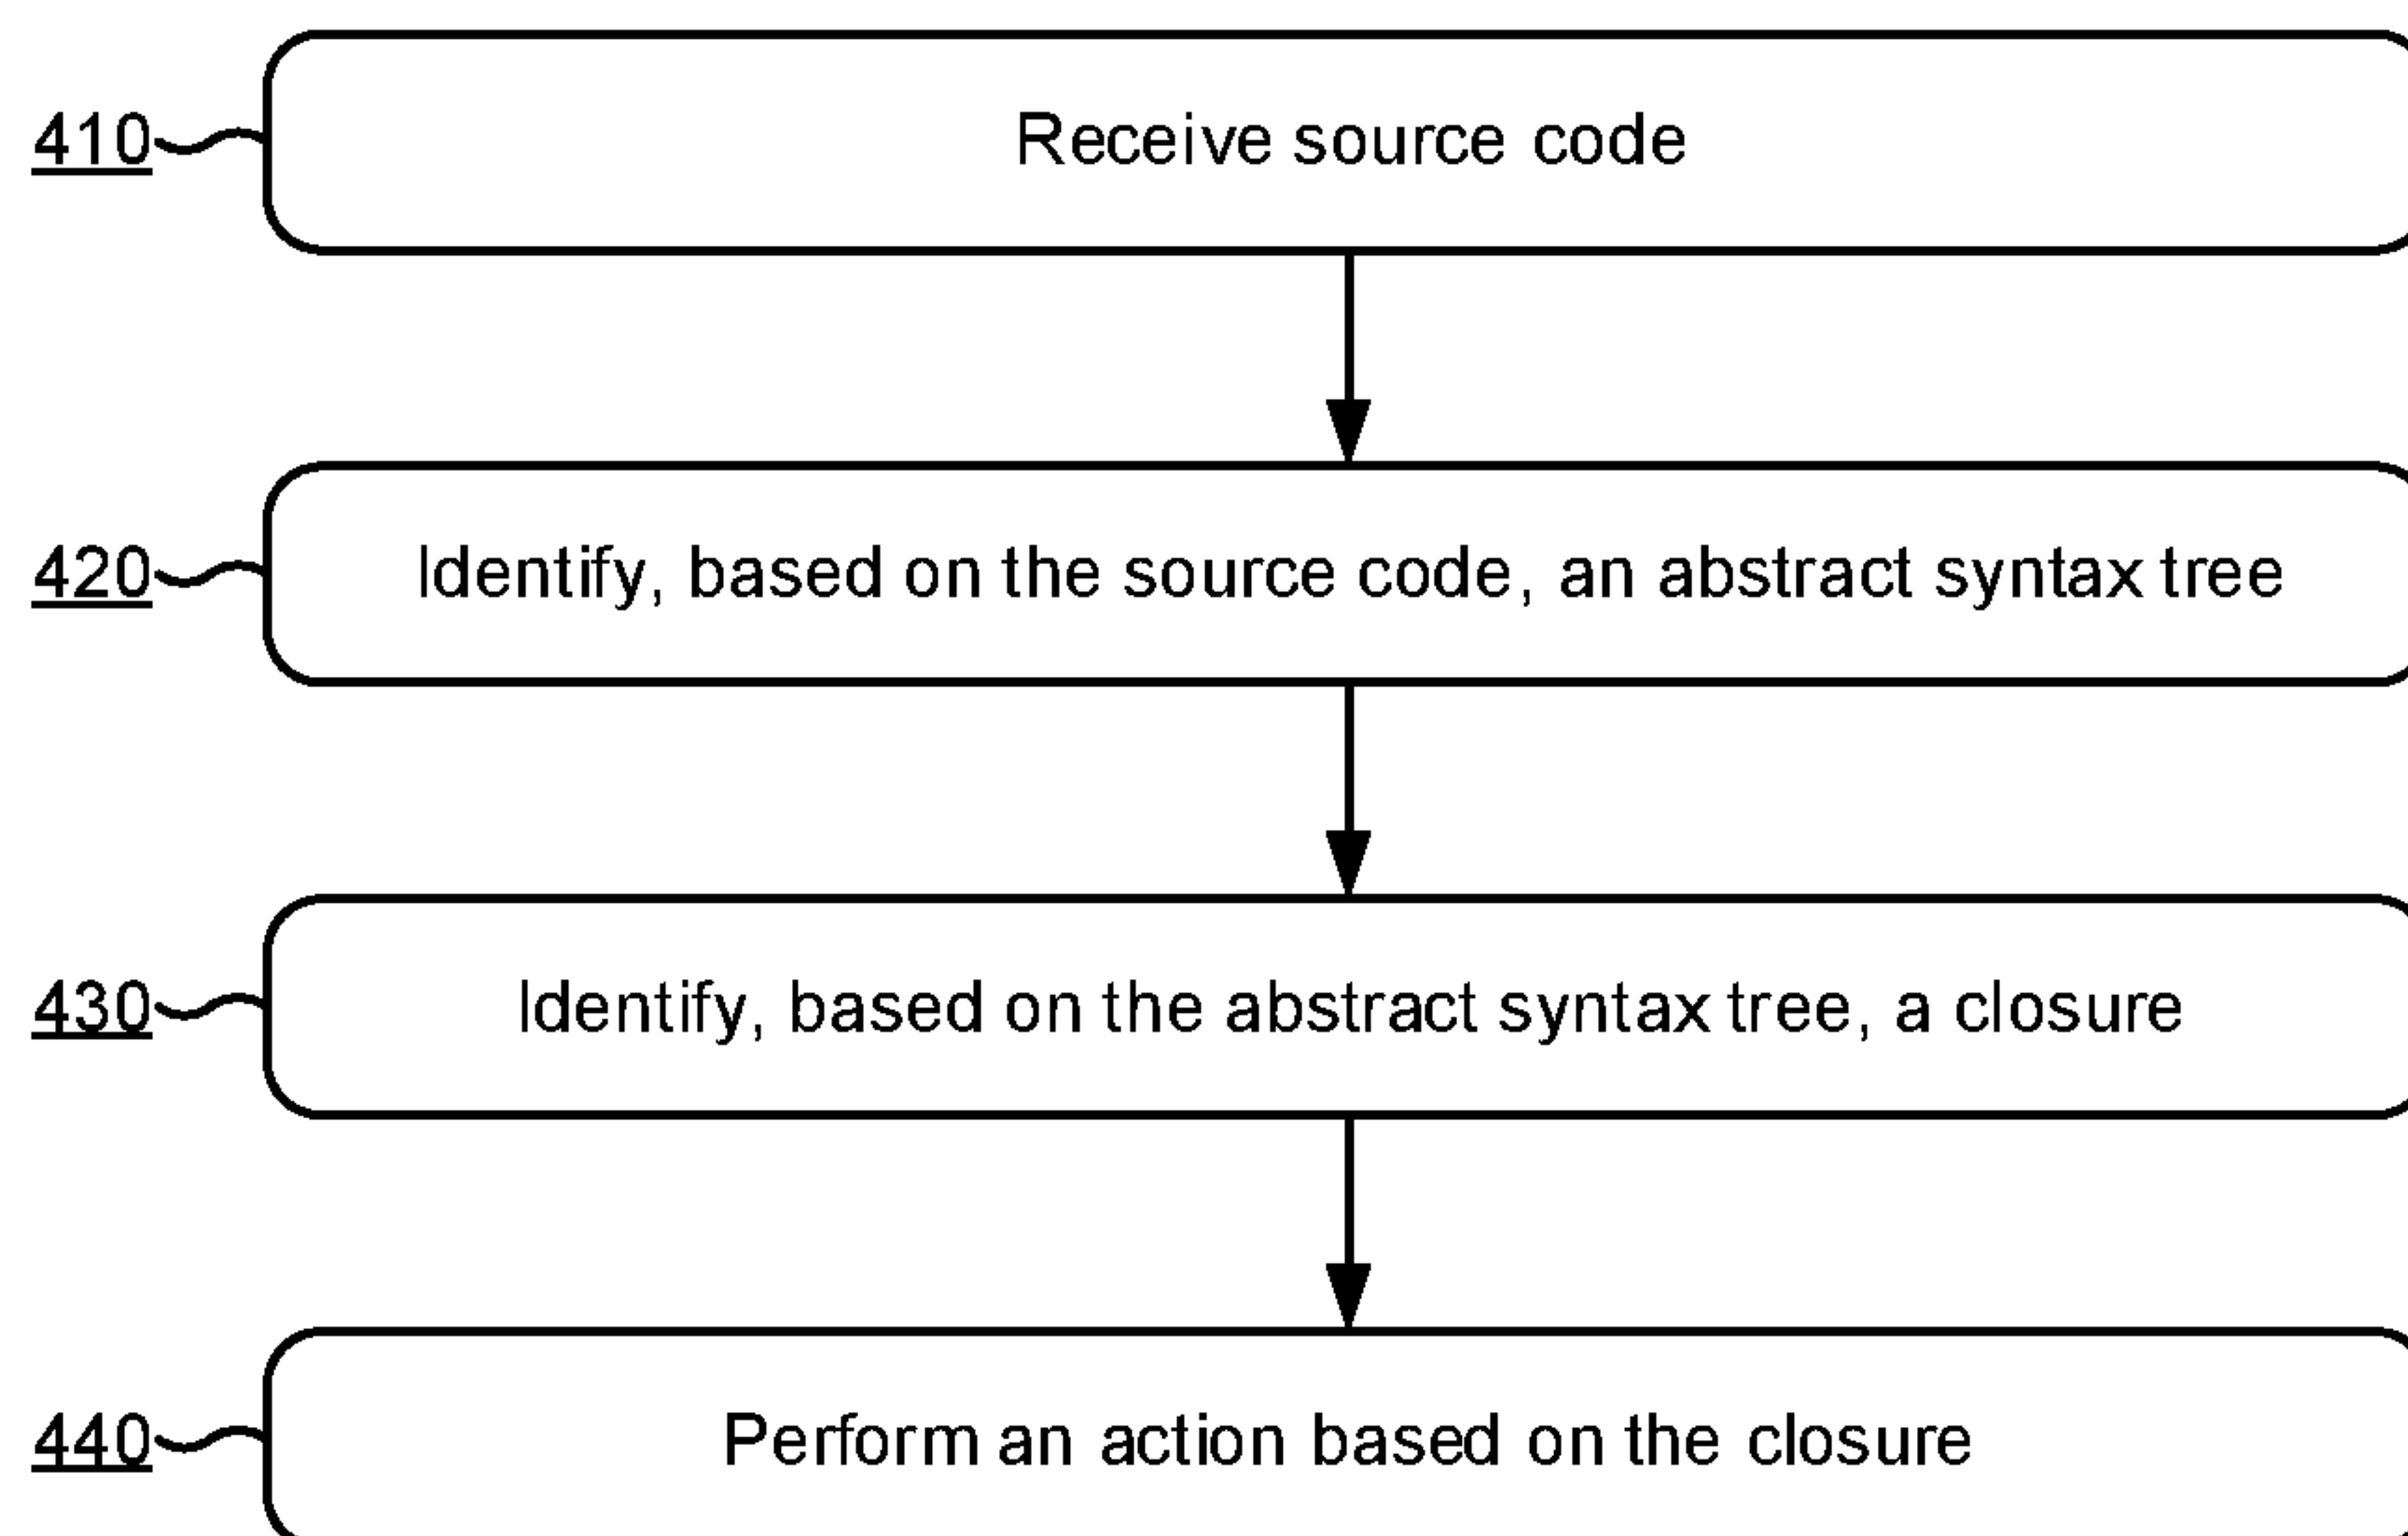 410
Receive source code
420
Identify, based on the source code, an abstract syntax tree
430
Identify, based on the abstract syntax tree, a closure
440
Perform an action based on the closure